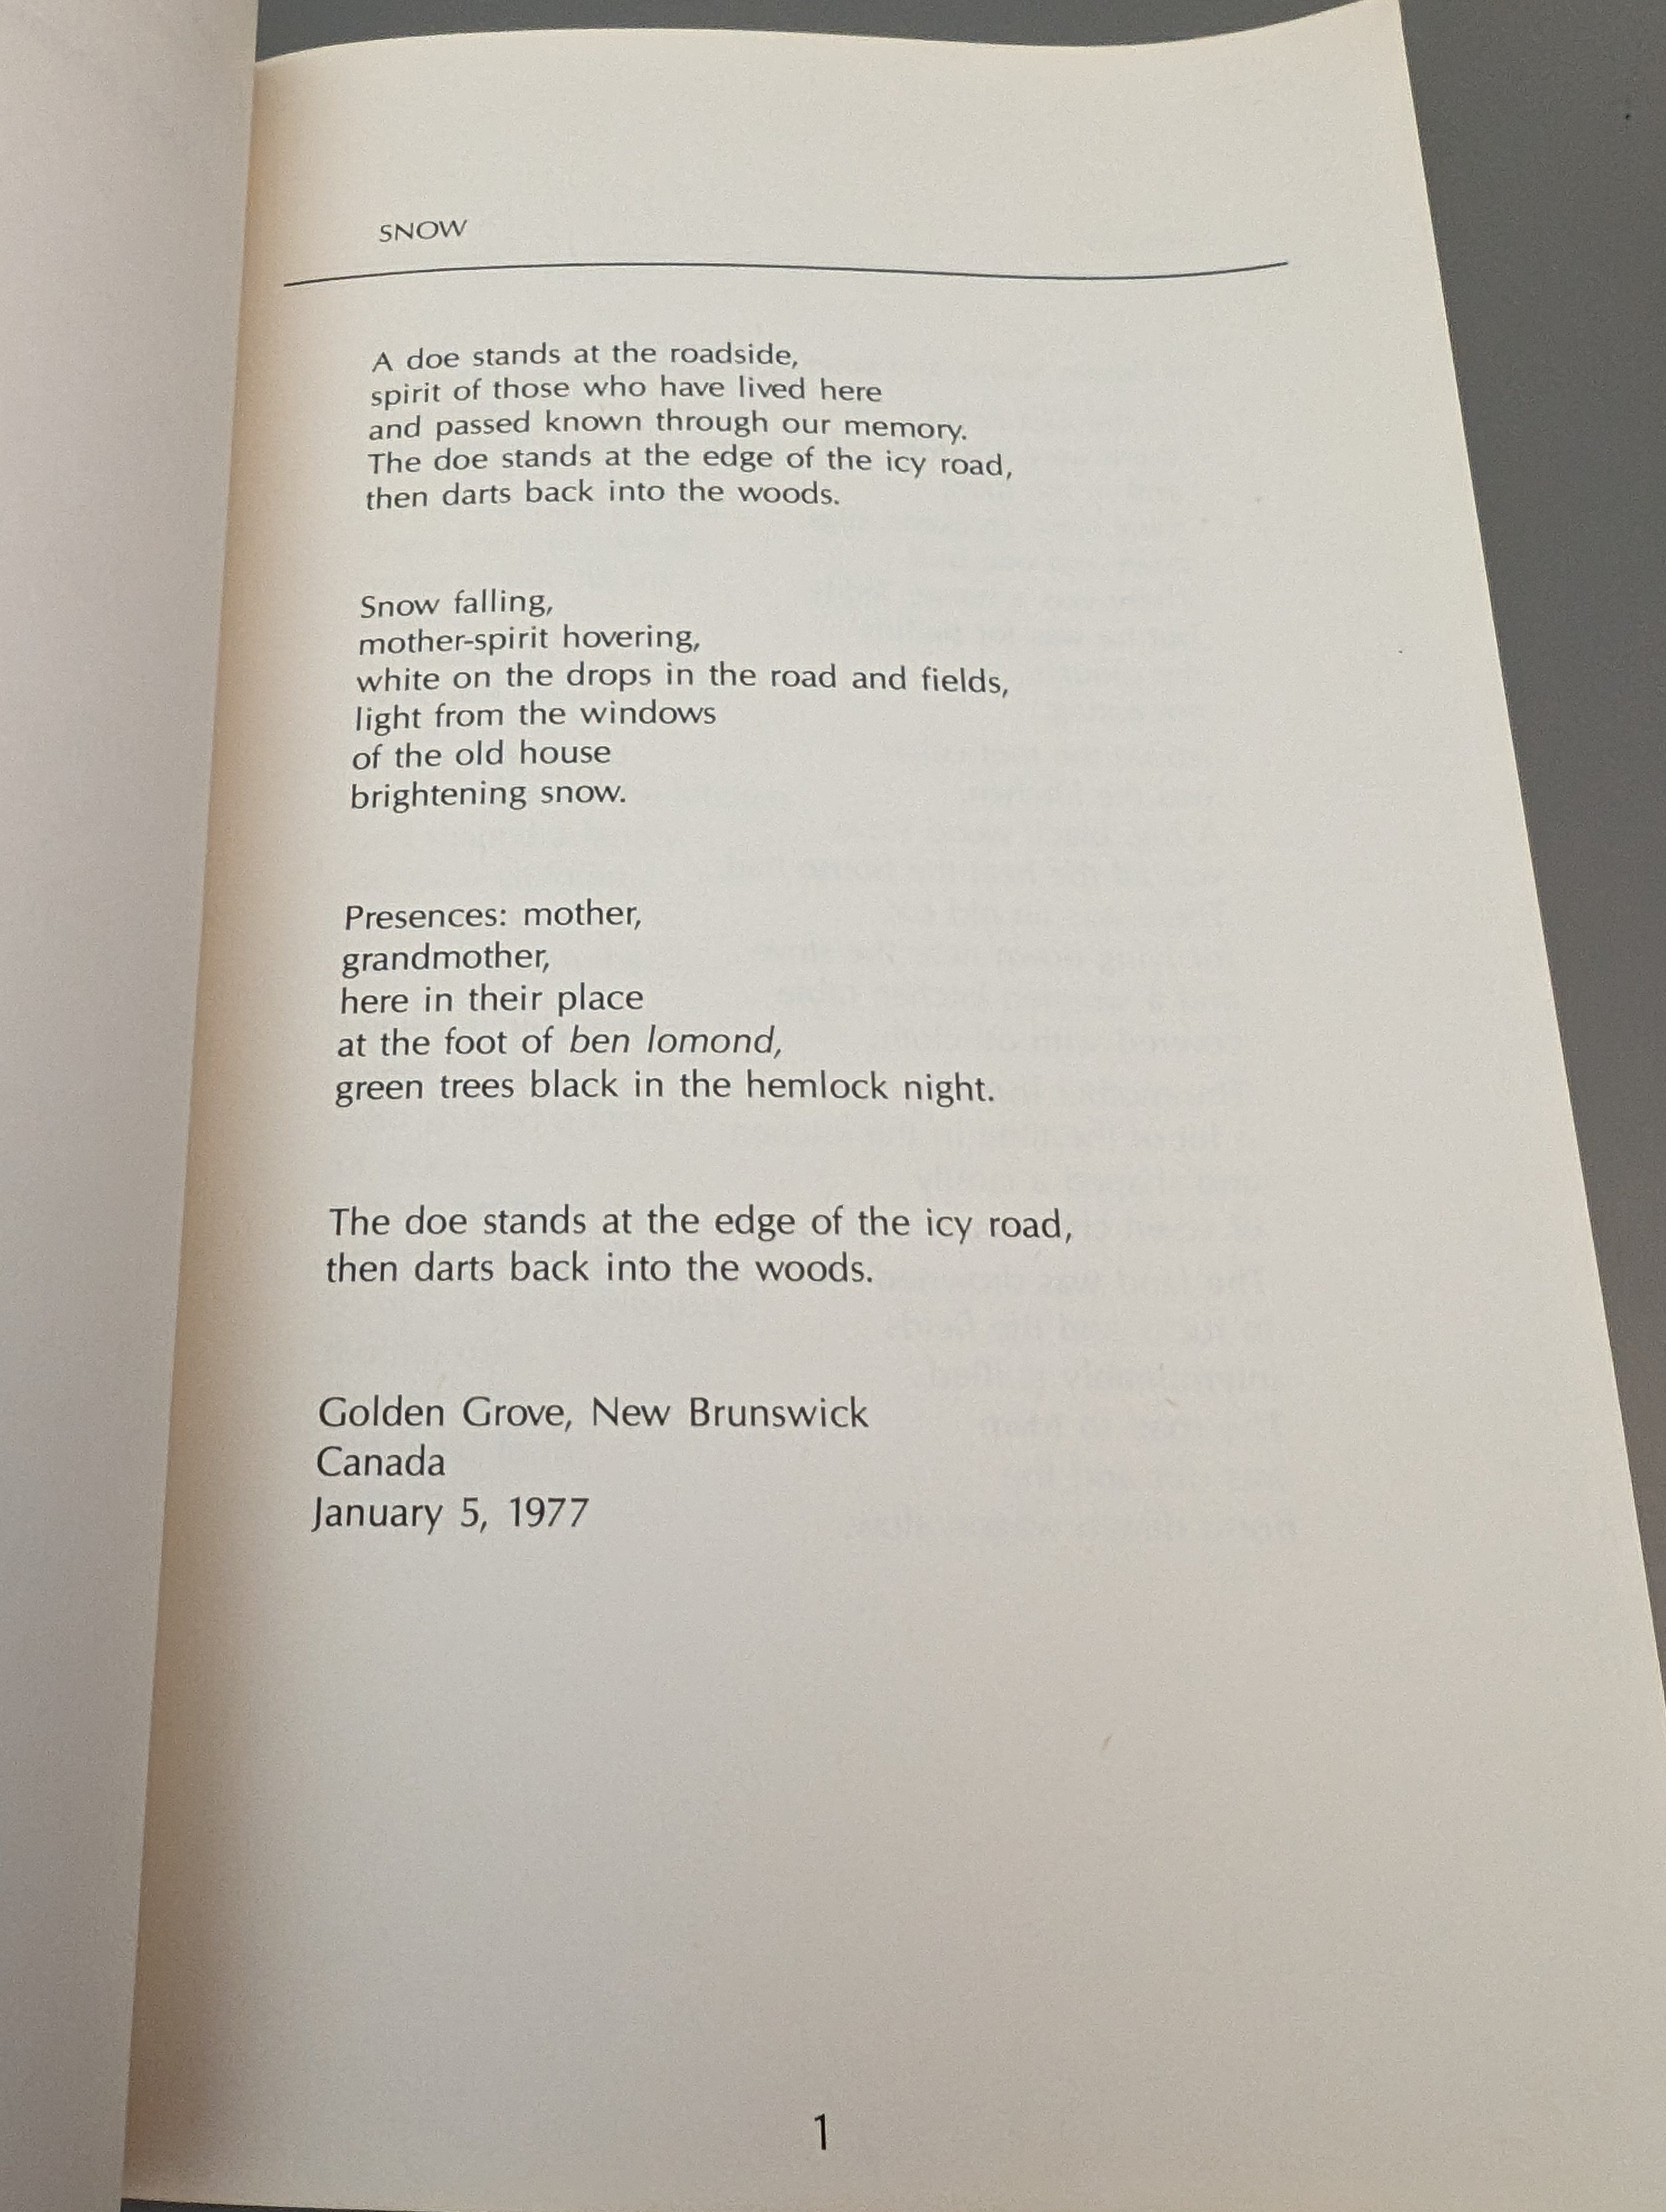 SNOW
A doe stands at the roadside,
spirit of those who have lived here
and passed known through our memory.
The doe stands at the edge of the icy road,
then darts back into the woods.
Snow falling,
mother-spirit hovering,
white on the drops in the road and fields,
light from the windows
of the old house
brightening snow.
Presences: mother,
grandmother,
here in their place
at the foot of ben lomond,
green trees black in the hemlock night.
The doe stands at the edge of the icy road,
then darts back into the woods.
Golden Grove, New Brunswick
Canada
January 5, 1977
1